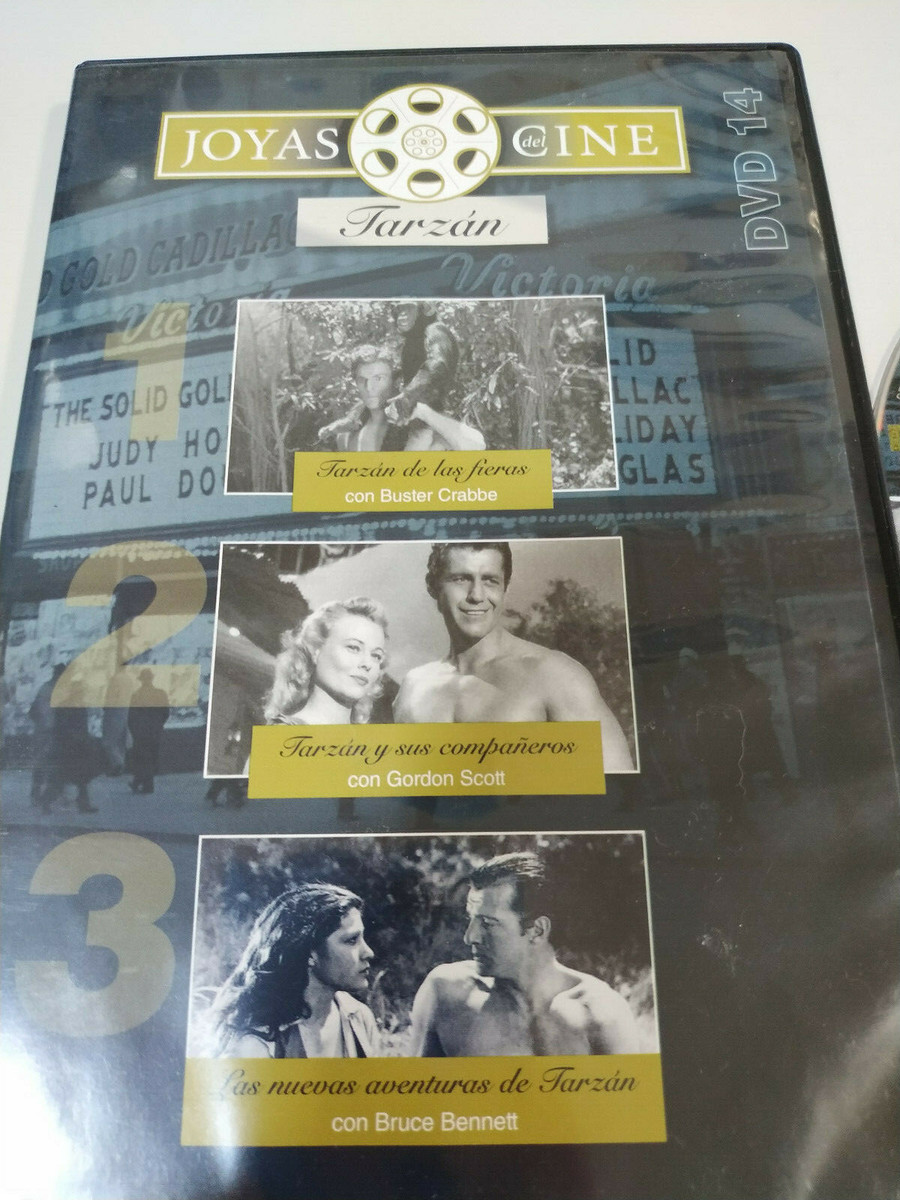 JOYAS del CINE
DVD 14
Tarzán
D GOLD CADILLAC
Victoria
Victoria
1
THE SOLID GOL
JUDY HO
PAUL DO
LID
LLAC
LIDAY
GLAS
Tarzán de las fieras
con Buster Crabbe
2
Tarzán y sus compañeros
con Gordon Scott
3
Las nuevas aventuras de Tarzán
con Bruce Bennett